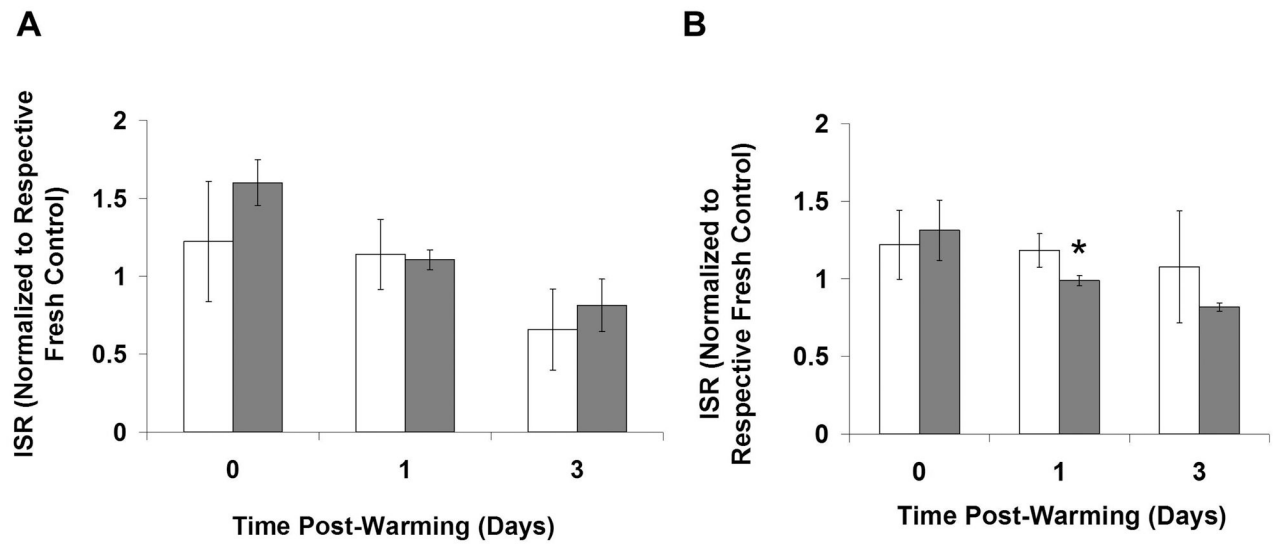 A
ISR (Normalized to Respective
Fresh Control)
2
1.5
1
0.5
0
0 1 3
Time Post-Warming (Days)
B
ISR (Normalized to
Respective Fresh Control)
2
1.5
1
0.5
0
*
0 1 3
Time Post-Warming (Days)